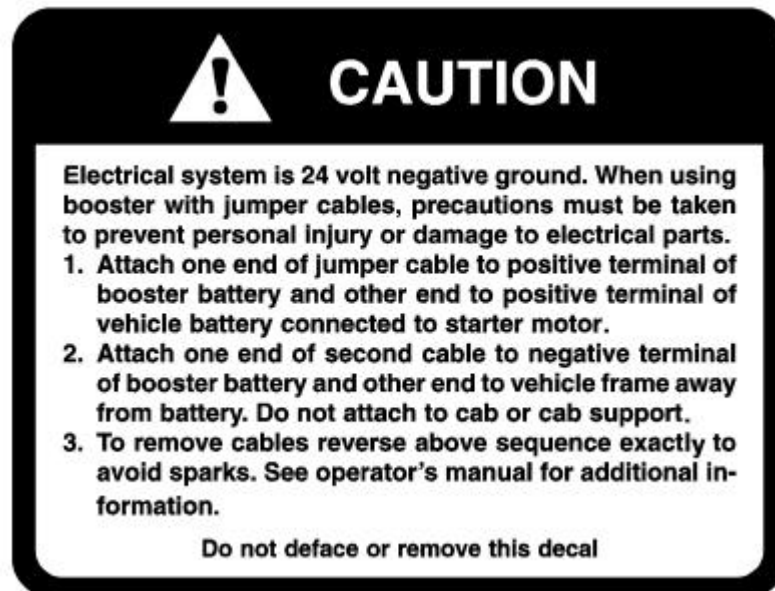 CAUTION
Electrical system is 24 volt negative ground. When using
booster with jumper cables, precautions must be taken
to prevent personal injury or damage to electrical parts.
1. Attach one end of jumper cable to positive terminal of
booster battery and other end to positive terminal of
vehicle battery connected to starter motor.
2. Attach one end of second cable to negative terminal
of booster battery and other end to vehicle frame away
from battery. Do not attach to cab or cab support.
3. To remove cables reverse above sequence exactly to
avoid sparks. See operator's manual for additional in-
formation.
Do not deface or remove this decal